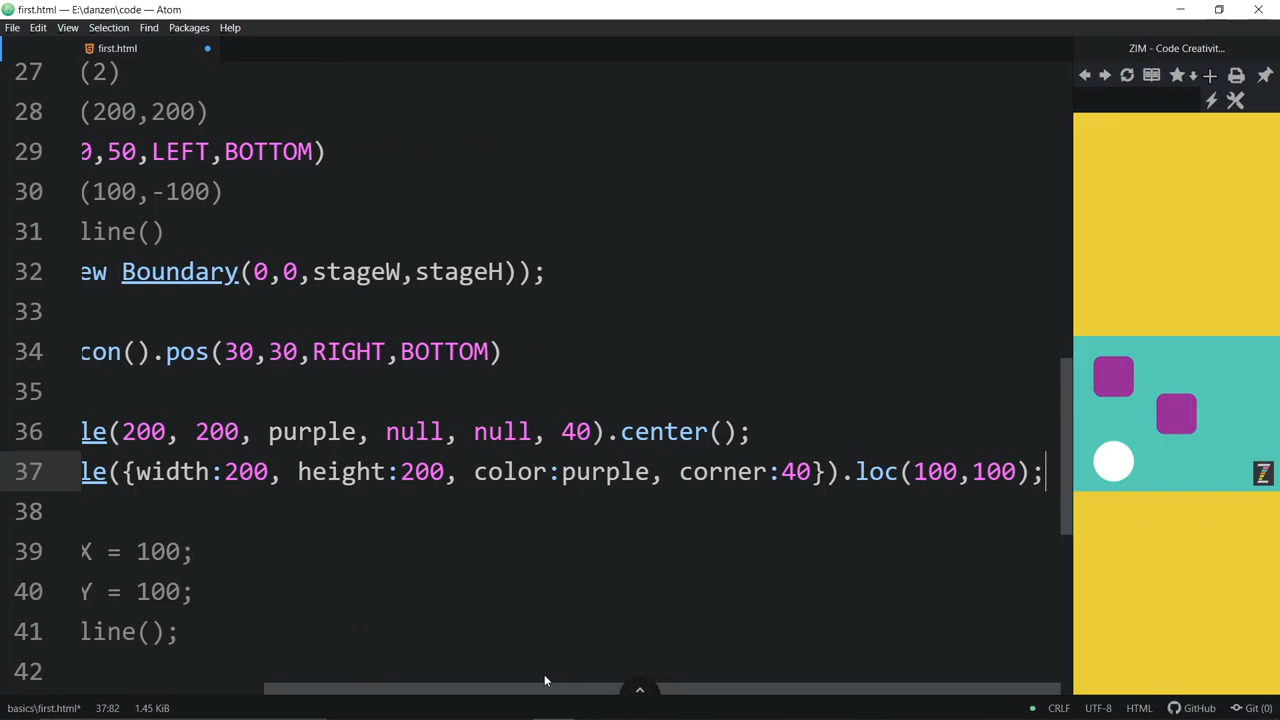 first.html — E:\danzen\code — Atom
File Edit View Selection Find Packages Help
first.html
ZIM - Code Creativit...
27 (2)
28 (200,200)
29 0,50,LEFT,BOTTOM)
30 (100,-100)
31 line()
32 ew Boundary(0,0,stageW,stageH));
33
34 con().pos(30,30,RIGHT,BOTTOM)
35
36 le(200, 200, purple, null, null, 40).center();
37 le({width:200, height:200, color:purple, corner:40}).loc(100,100);
38
39 X = 100;
40 Y = 100;
41 line();
42
Z
basics\first.html* 37:82 1.45 KiB CRLF UTF-8 HTML GitHub Git (0)